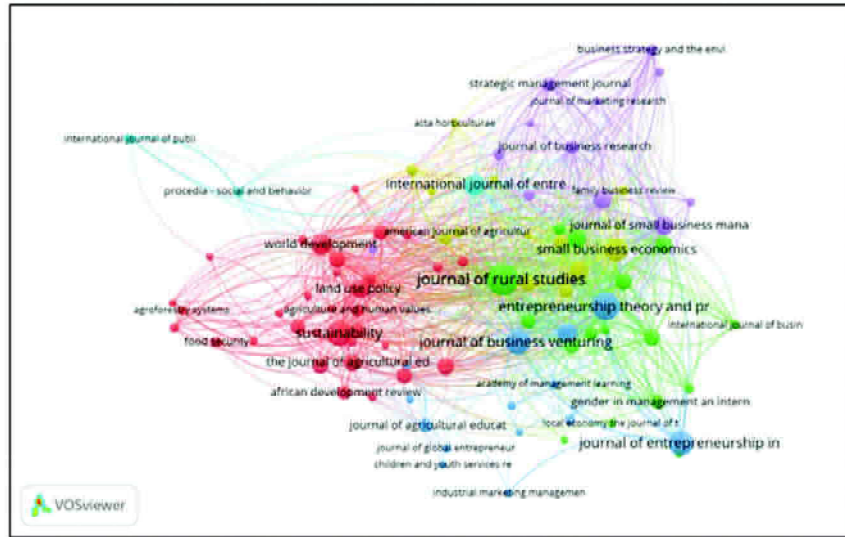 business strategy and the envi
strategic management journal
journal of marketing research
acta horticulturae
international journal of publi
journal of business research
procedia - social and behavior
international journal of entre
family business review
american journal of agricultur
journal of small business mana
world development
small business economics
journal of rural studies
land use policy
agroforestry systems
agriculture and human values
entrepreneurship theory and pr
international journal of busin
food security
sustainability
journal of business venturing
the journal of agricultural ed
academy of management learning
african development review
gender in management an intern
journal of agricultural educat
local economy the journal of t
journal of global entrepreneur
journal of entrepreneurship in
children and youth services re
industrial marketing managemen
VOSviewer